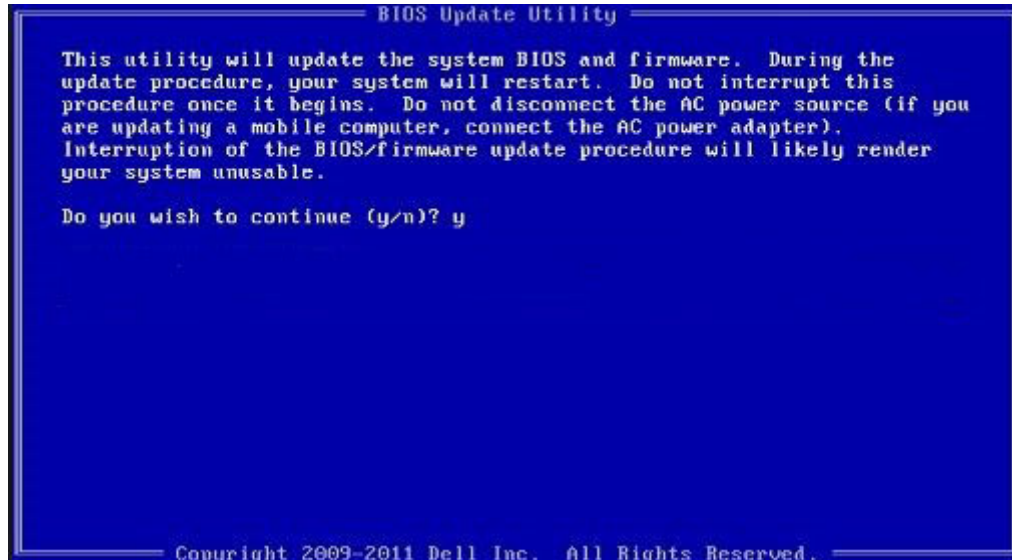 BIOS Update Utility
This utility will update the system BIOS and firmware. During the
update procedure, your system will restart. Do not interrupt this
procedure once it begins. Do not disconnect the AC power source (if you
are updating a mobile computer, connect the AC power adapter).
Interruption of the BIOS/firmware update procedure will likely render
your system unusable.
Do you wish to continue (y/n)? y
Copyright 2009-2011 Dell Inc. All Rights Reserved.